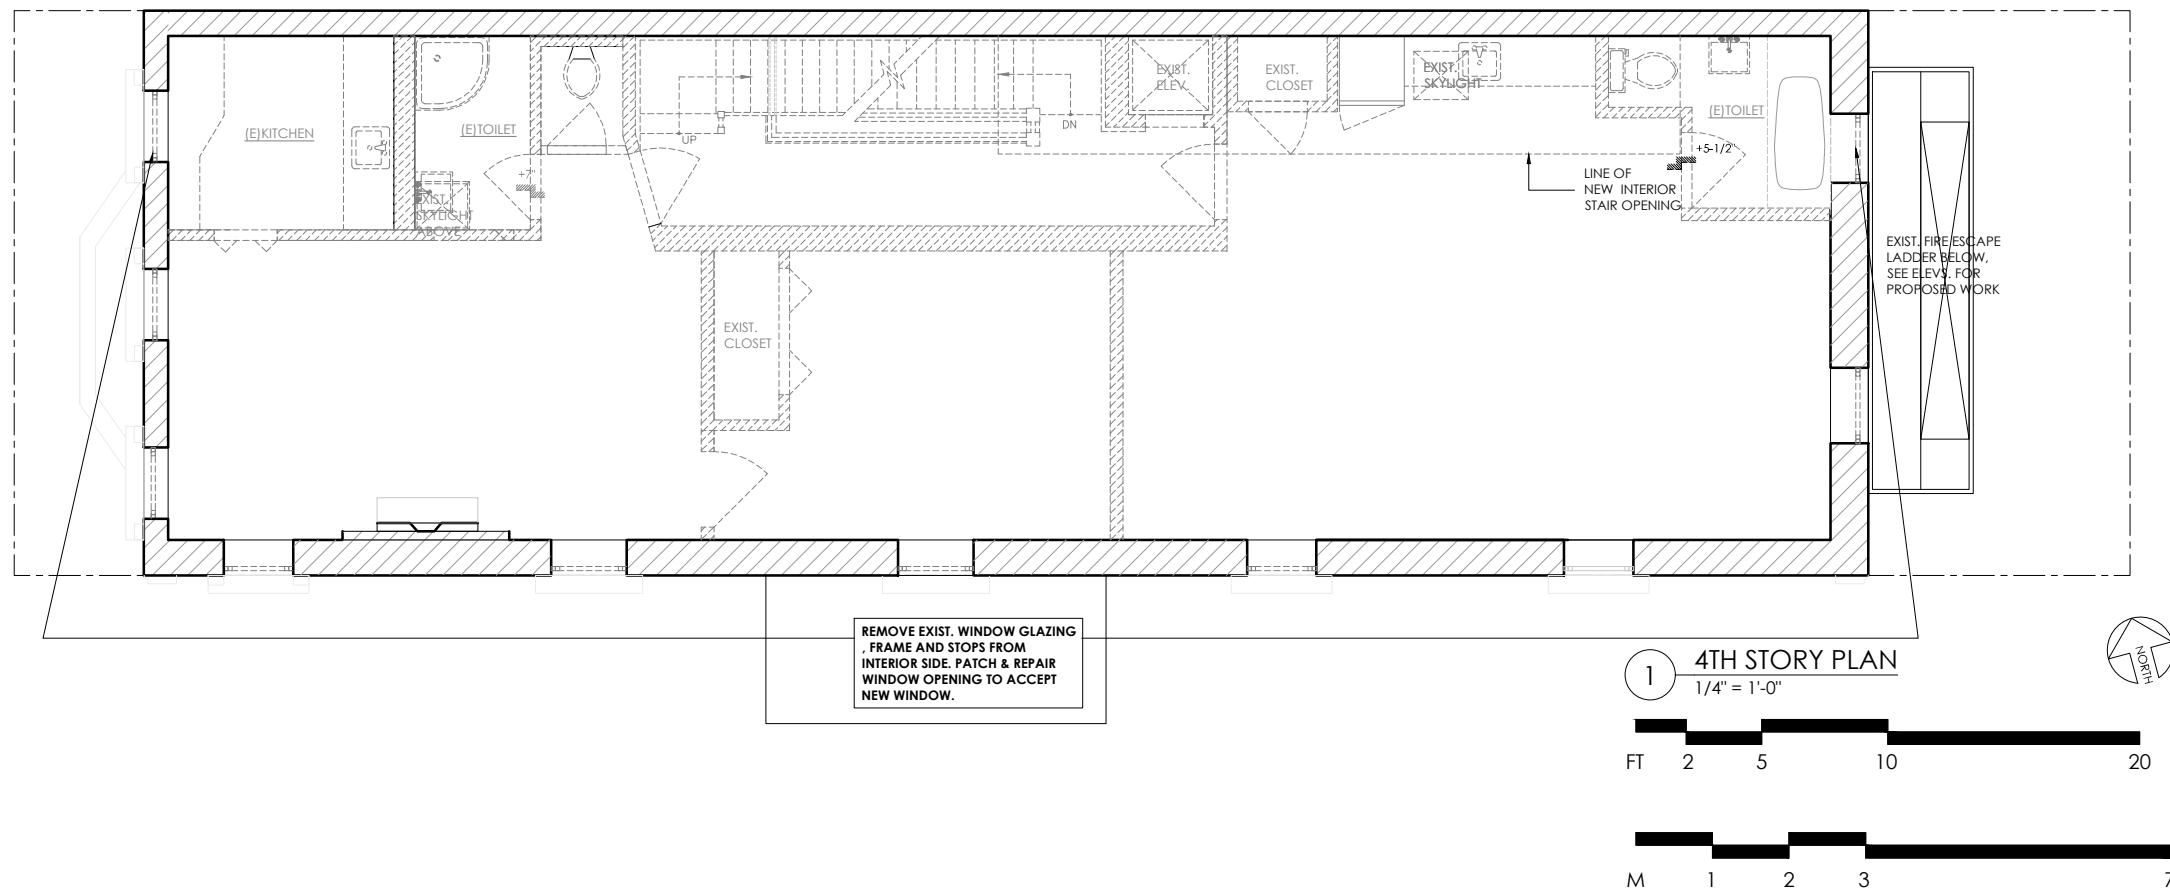 (E)KITCHEN
(E)TOILET
EXIST.
SKYLIGHT
ABOVE
+7"
UP
DN
EXIST.
ELEV.
EXIST.
CLOSET
EXIST.
SKYLIGHT
(E)TOILET
+5-1/2"
LINE OF
NEW INTERIOR
STAIR OPENING
EXIST. FIRE ESCAPE
LADDER BELOW,
SEE ELEVS. FOR
PROPOSED WORK
EXIST.
CLOSET
REMOVE EXIST. WINDOW GLAZING
, FRAME AND STOPS FROM
INTERIOR SIDE. PATCH & REPAIR
WINDOW OPENING TO ACCEPT
NEW WINDOW.
1
4TH STORY PLAN
1/4" = 1'-0"
NORTH
FT 2 5 10 20
M 1 2 3 7